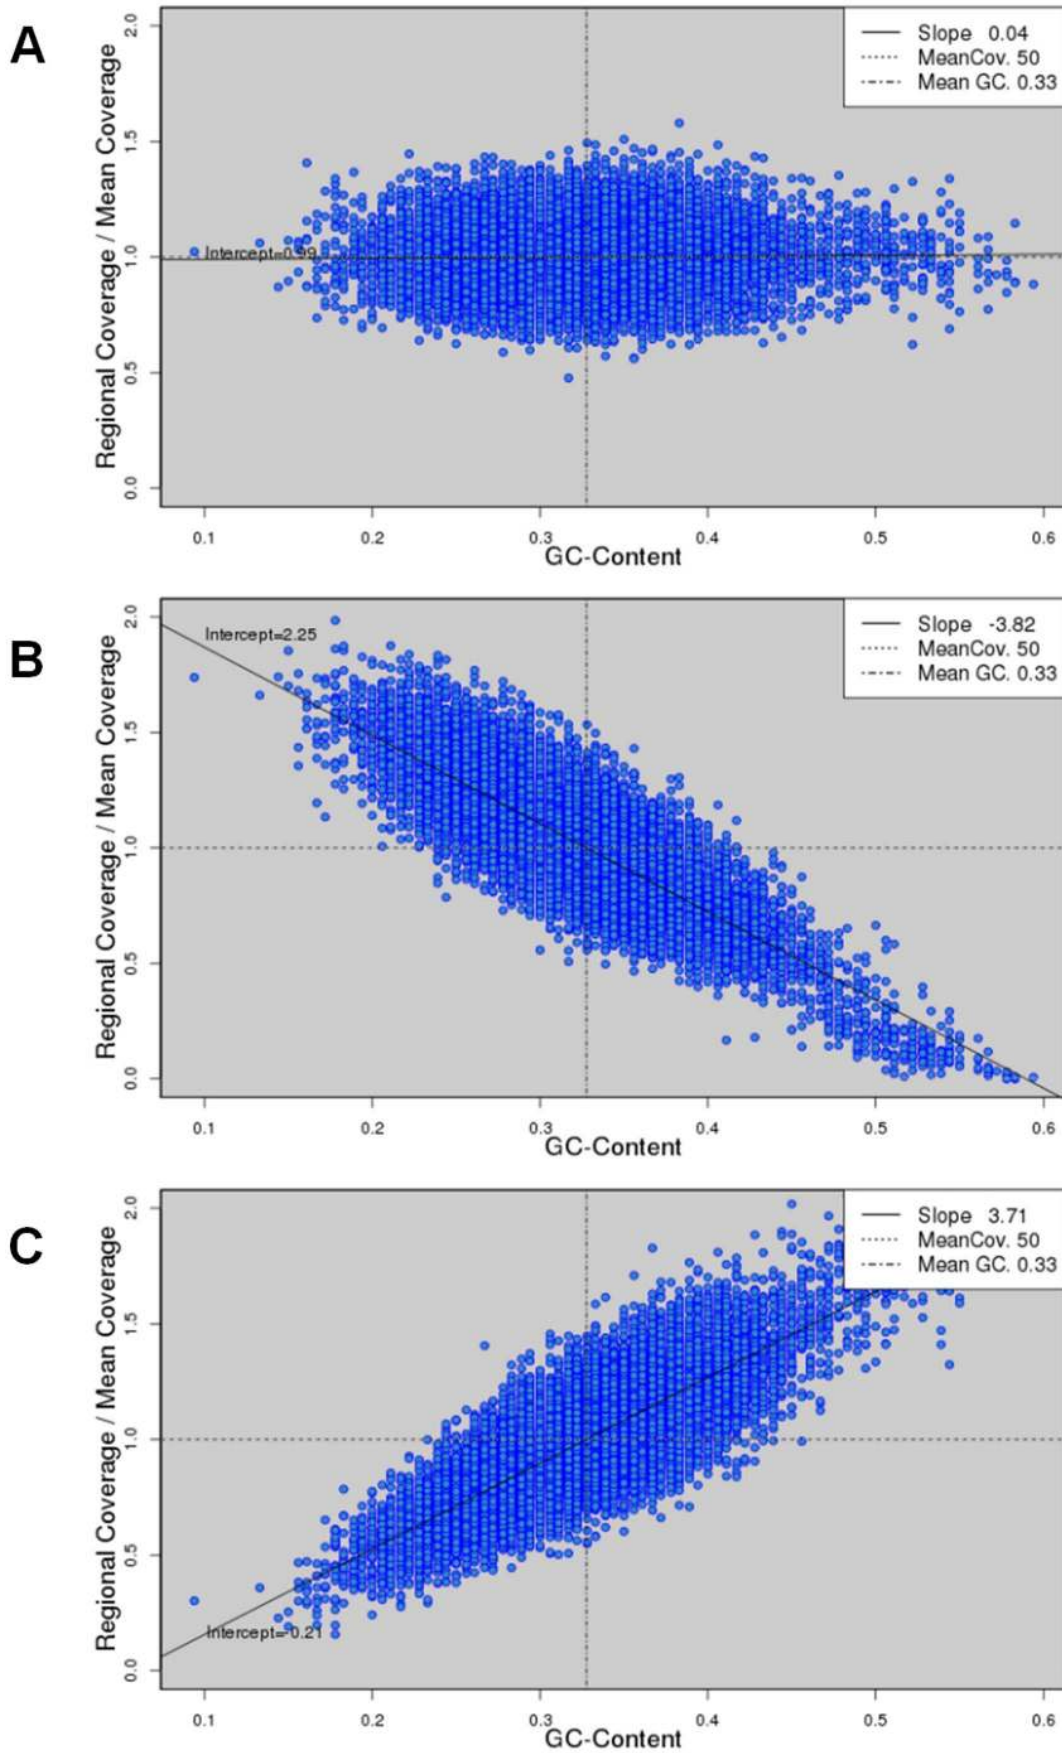 A
Regional Coverage / Mean Coverage
2.0
1.5
1.0
0.5
0.0
Slope 0.04
MeanCov. 50
Mean GC. 0.33
Intercept=0.99
0.1 0.2 0.3 0.4 0.5 0.6
GC-Content
B
Regional Coverage / Mean Coverage
2.0
1.5
1.0
0.5
0.0
Slope -3.82
MeanCov. 50
Mean GC. 0.33
Intercept=2.25
0.1 0.2 0.3 0.4 0.5 0.6
GC-Content
C
Regional Coverage / Mean Coverage
2.0
1.5
1.0
0.5
0.0
Slope 3.71
MeanCov. 50
Mean GC. 0.33
Intercept=-0.21
0.1 0.2 0.3 0.4 0.5 0.6
GC-Content